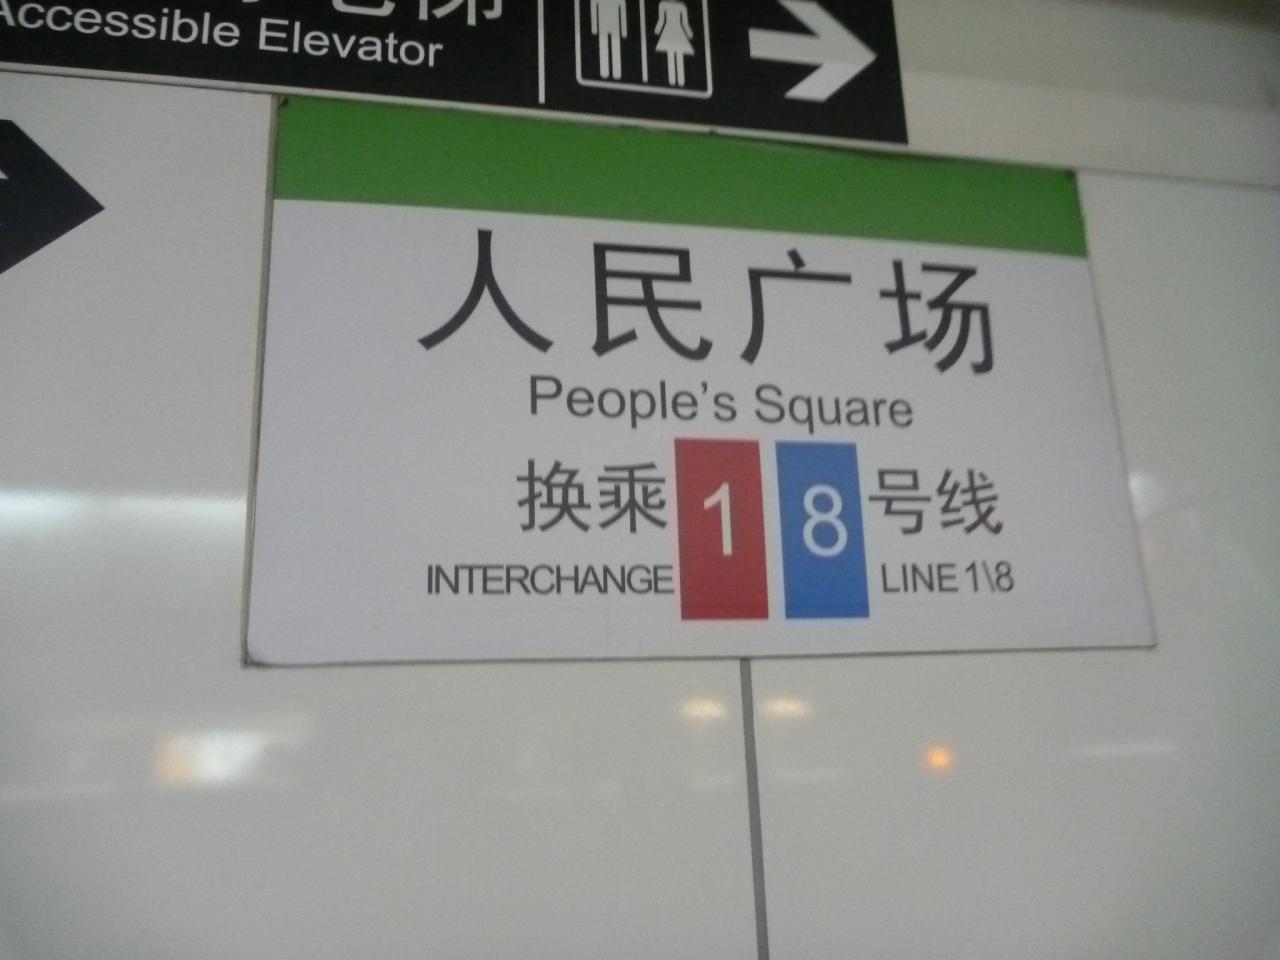 Accessible Elevator
人民广场
People's Square
换乘 1 8 号线
INTERCHANGE LINE 1\8